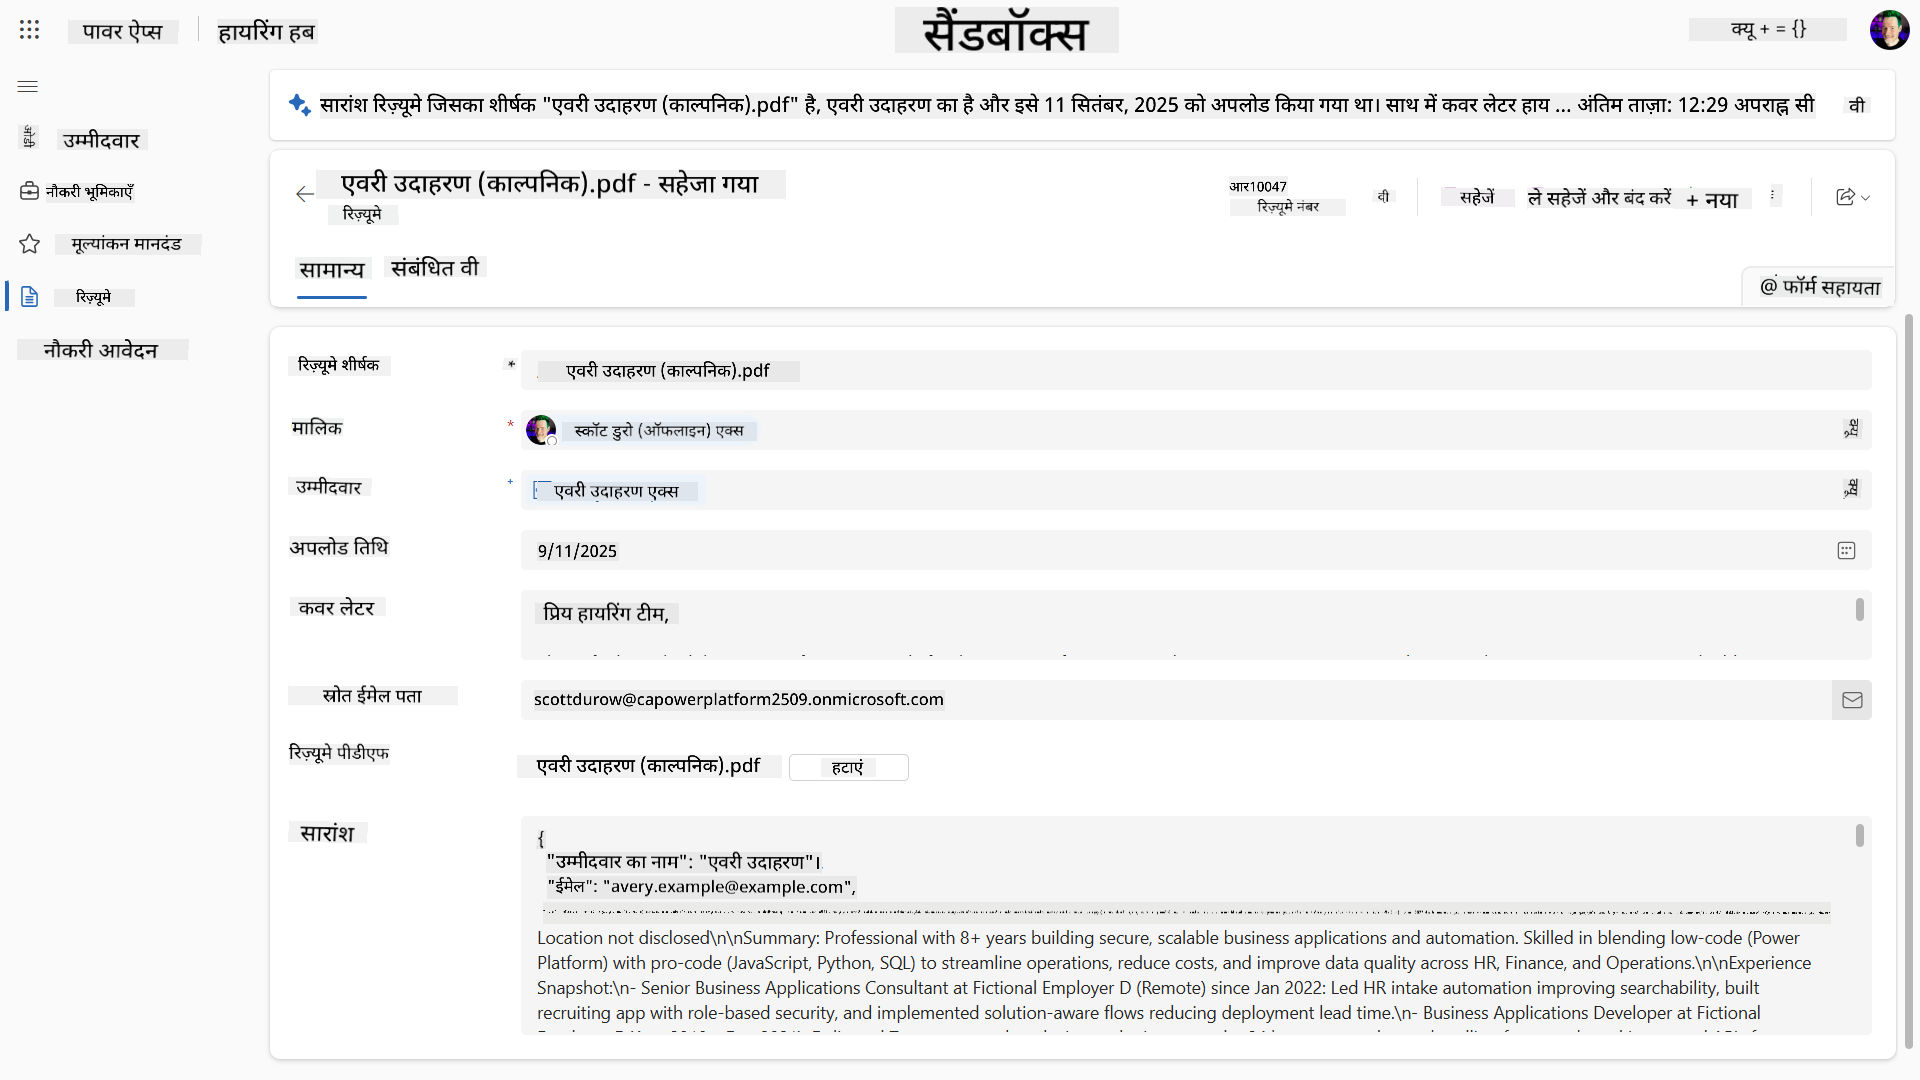 पावर ऐप्स
हायरिंग हब
सैंडबॉक्स
क्यू + = {}
सारांश रिज़्यूमे जिसका शीर्षक "एवरी उदाहरण (काल्पनिक).pdf" है, एवरी उदाहरण का है और इसे 11 सितंबर, 2025 को अपलोड किया गया था। साथ में कवर लेटर हाय ... अंतिम ताज़ा: 12:29 अपराह्न सी
वी
उम्मीदवार
नौकरी भूमिकाएँ
मूल्यांकन मानदंड
रिज़्यूमे
नौकरी आवेदन
एवरी उदाहरण (काल्पनिक).pdf - सहेजा गया
रिज़्यूमे
आर10047
रिज़्यूमे नंबर
वी
सहेजें
ले सहेजें और बंद करें
+ नया
सामान्य
संबंधित वी
@ फॉर्म सहायता
रिज़्यूमे शीर्षक
*
एवरी उदाहरण (काल्पनिक).pdf
मालिक
*
स्कॉट डुरो (ऑफलाइन) एक्स
क्यू
उम्मीदवार
+
एवरी उदाहरण एक्स
क्यू
अपलोड तिथि
9/11/2025
कवर लेटर
प्रिय हायरिंग टीम,
स्रोत ईमेल पता
scottdurow@capowerplatform2509.onmicrosoft.com
रिज़्यूमे पीडीएफ
एवरी उदाहरण (काल्पनिक).pdf
हटाएं
सारांश
{
"उम्मीदवार का नाम": "एवरी उदाहरण"।
"ईमेल": "avery.example@example.com",
Location not disclosed\n\nSummary: Professional with 8+ years building secure, scalable business applications and automation. Skilled in blending low-code (Power
Platform) with pro-code (JavaScript, Python, SQL) to streamline operations, reduce costs, and improve data quality across HR, Finance, and Operations.\n\nExperience
Snapshot:\n- Senior Business Applications Consultant at Fictional Employer D (Remote) since Jan 2022: Led HR intake automation improving searchability, built
recruiting app with role-based security, and implemented solution-aware flows reducing deployment lead time.\n- Business Applications Developer at Fictional